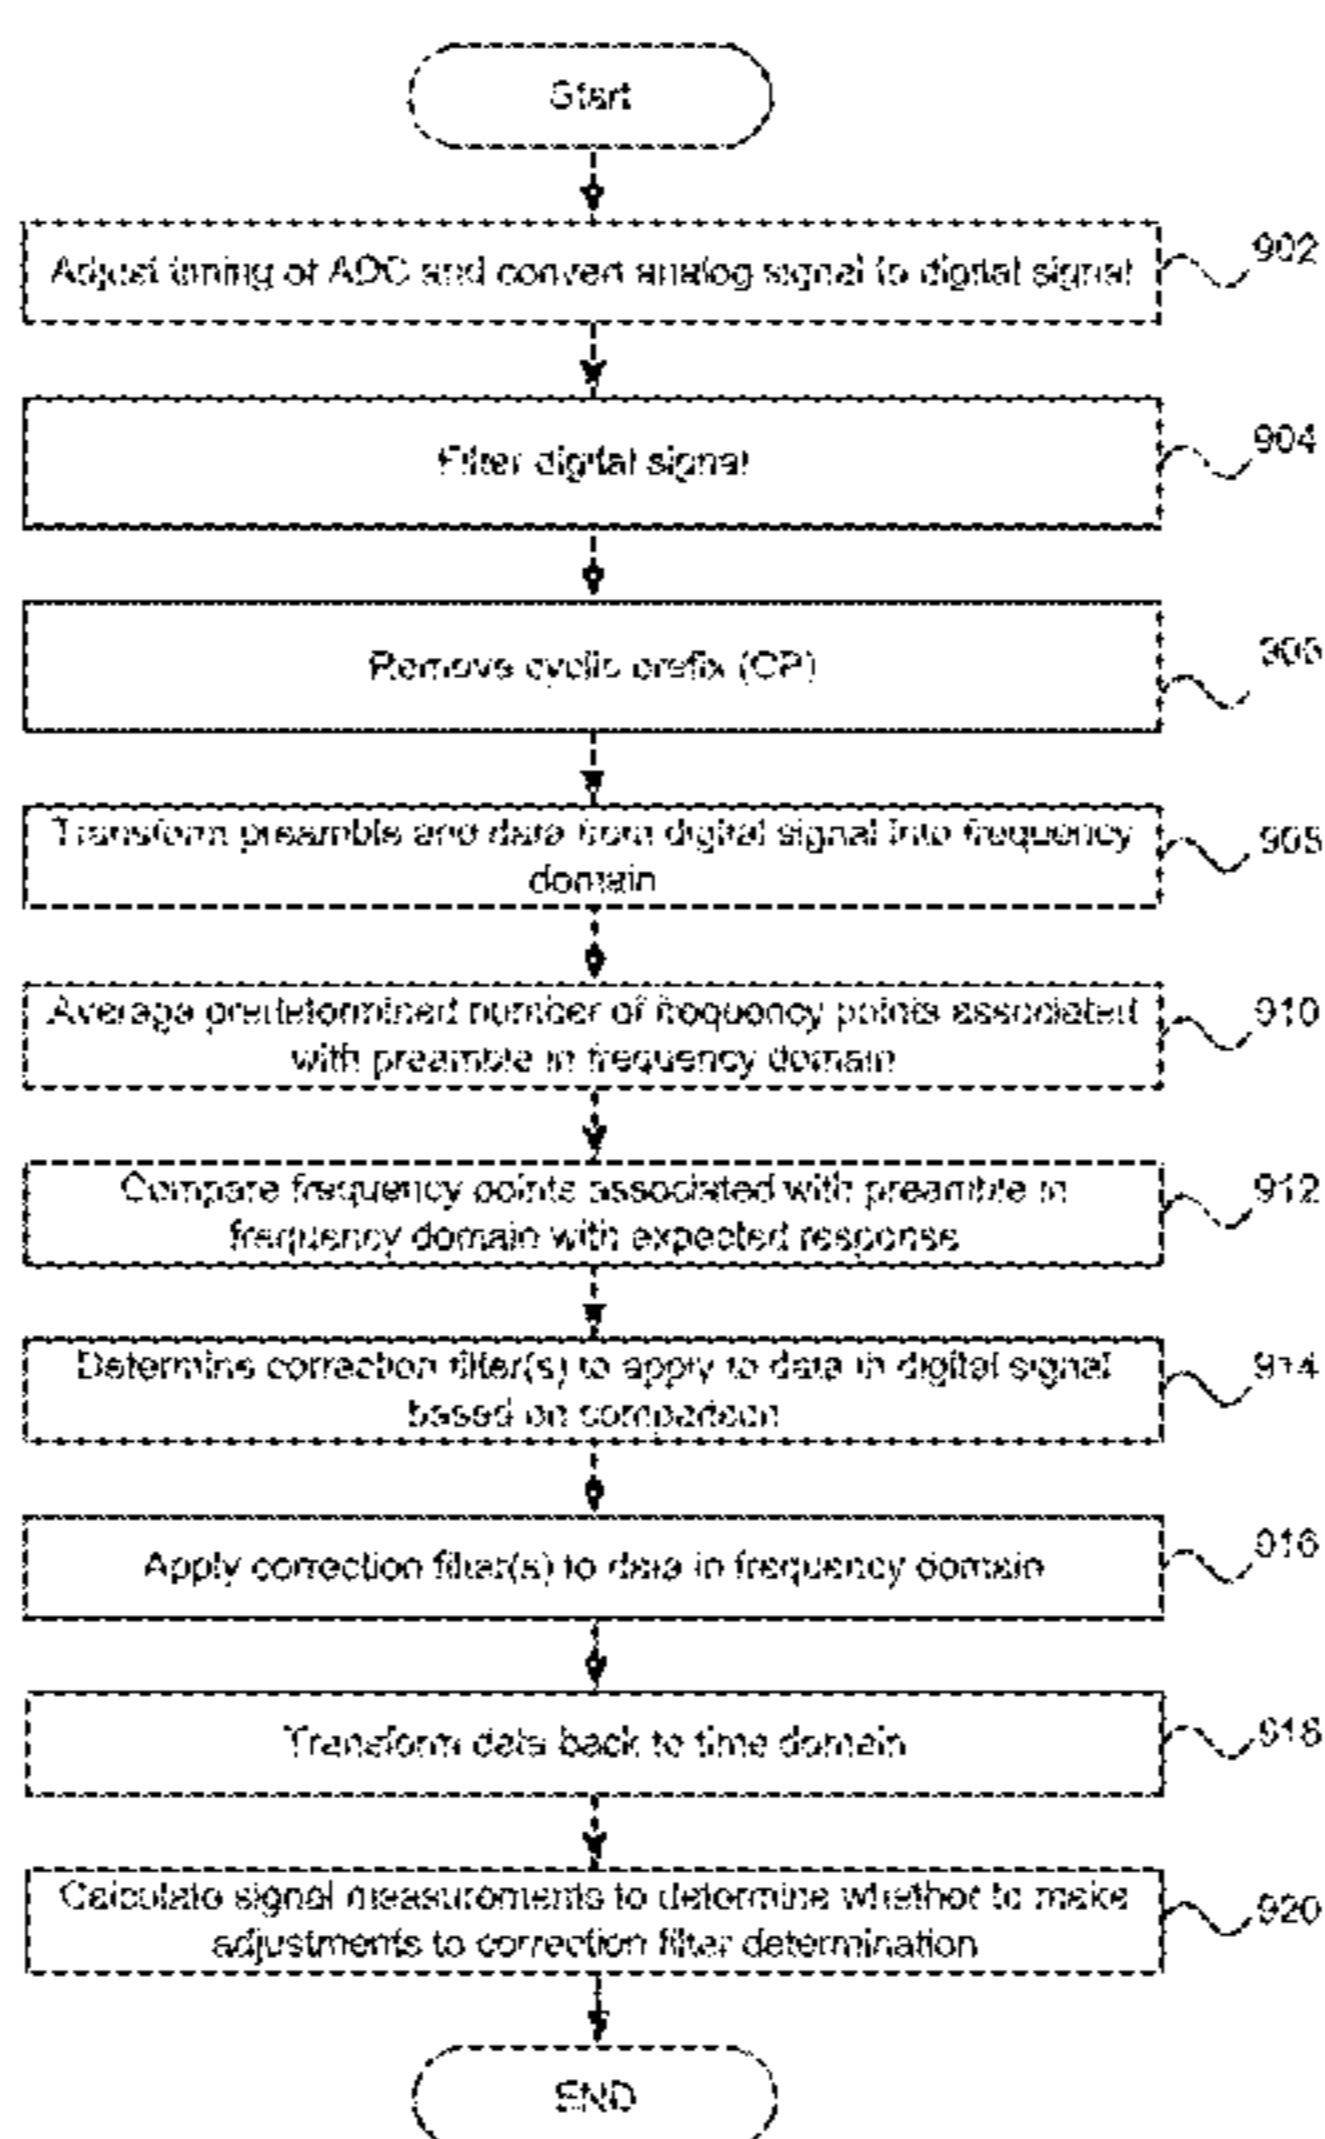 Start
Adjust timing of ADC and convert analog signal to digital signal
902
Filter digital signal
904
Remove cyclic prefix (CP)
906
Transform preamble and data from digital signal into frequency
domain
908
Average predetermined number of frequency points associated
with preamble in frequency domain
910
Compare frequency points associated with preamble in
frequency domain with expected response
912
Determine correction filter(s) to apply to data in digital signal
based on comparison
914
Apply correction filter(s) to data in frequency domain
916
Transform data back to time domain
918
Calculate signal measurements to determine whether to make
adjustments to correction filter determination
920
END